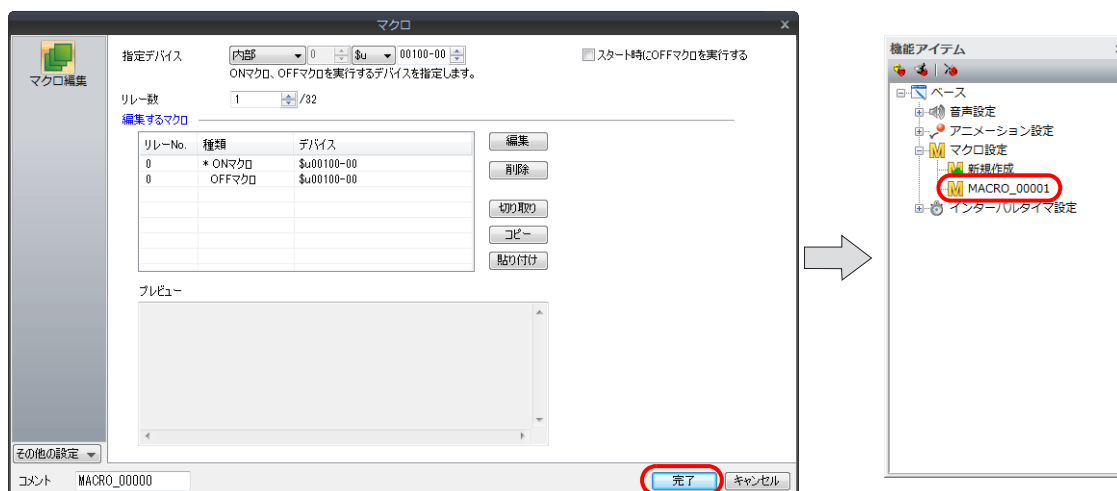 マクロ x
マクロ編集
指定デバイス 内部 0 $u 00100-00 スタート時にOFFマクロを実行する
ONマクロ、OFFマクロを実行するデバイスを指定します。
リレー数 1 /32
編集するマクロ
リレーNo. 種類 デバイス
0 * ONマクロ $u00100-00
0 OFFマクロ $u00100-00
編集
削除
切り取り
コピー
貼り付け
プレビュー
その他の設定
コメント MACRO_00000 完了 キャンセル
機能アイテム
ベース
音声設定
アニメーション設定
マクロ設定
新規作成
MACRO_00001
インターバルタイマ設定